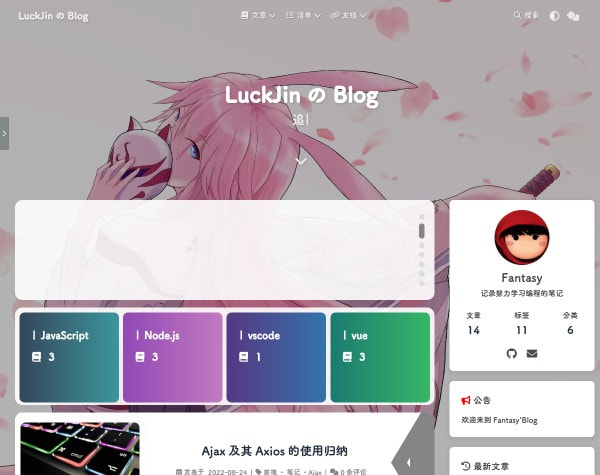 LuckJin の Blog
文章
清单
友链
搜索
LuckJin の Blog
追|
JavaScript
3
Node.js
3
vscode
1
vue
3
Fantasy
记录努力学习编程的笔记
文章
标签
分类
14
11
6
公告
欢迎来到 Fantasy'Blog
最新文章
Ajax 及其 Axios 的使用归纳
发表于 2022-08-24 | 前端 · 笔记 · Ajax | 0 条评论